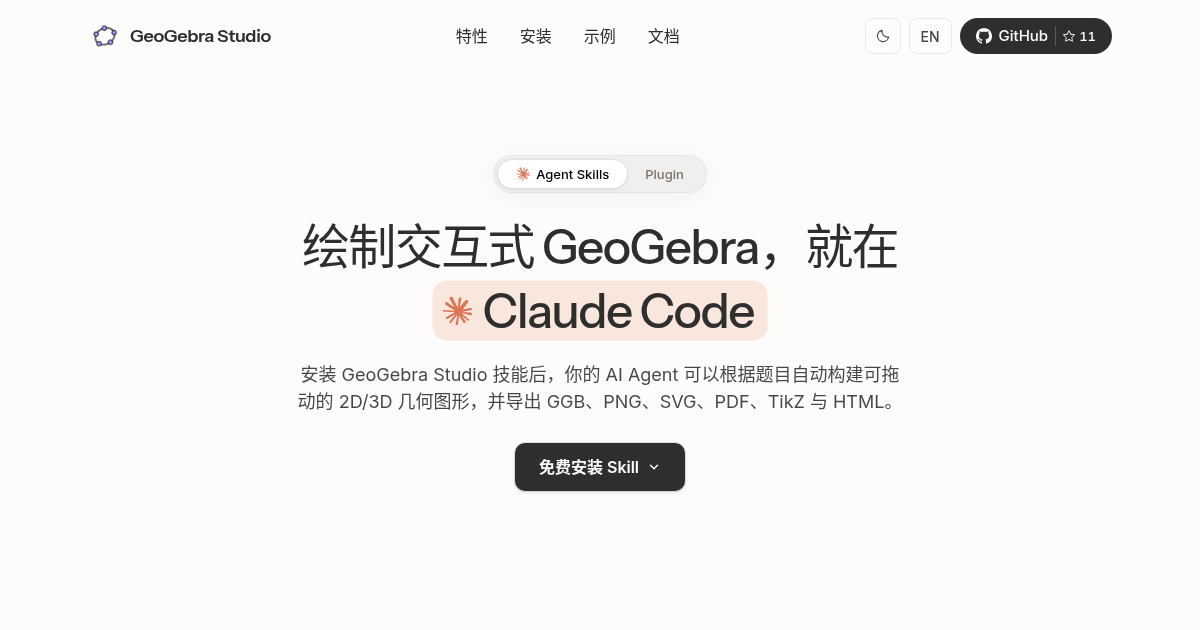 GeoGebra Studio
特性 安装 示例 文档
EN
GitHub 11
Agent Skills
Plugin
绘制交互式 GeoGebra，就在
Claude Code
安装 GeoGebra Studio 技能后，你的 AI Agent 可以根据题目自动构建可拖
动的 2D/3D 几何图形，并导出 GGB、PNG、SVG、PDF、TikZ 与 HTML。
免费安装 Skill